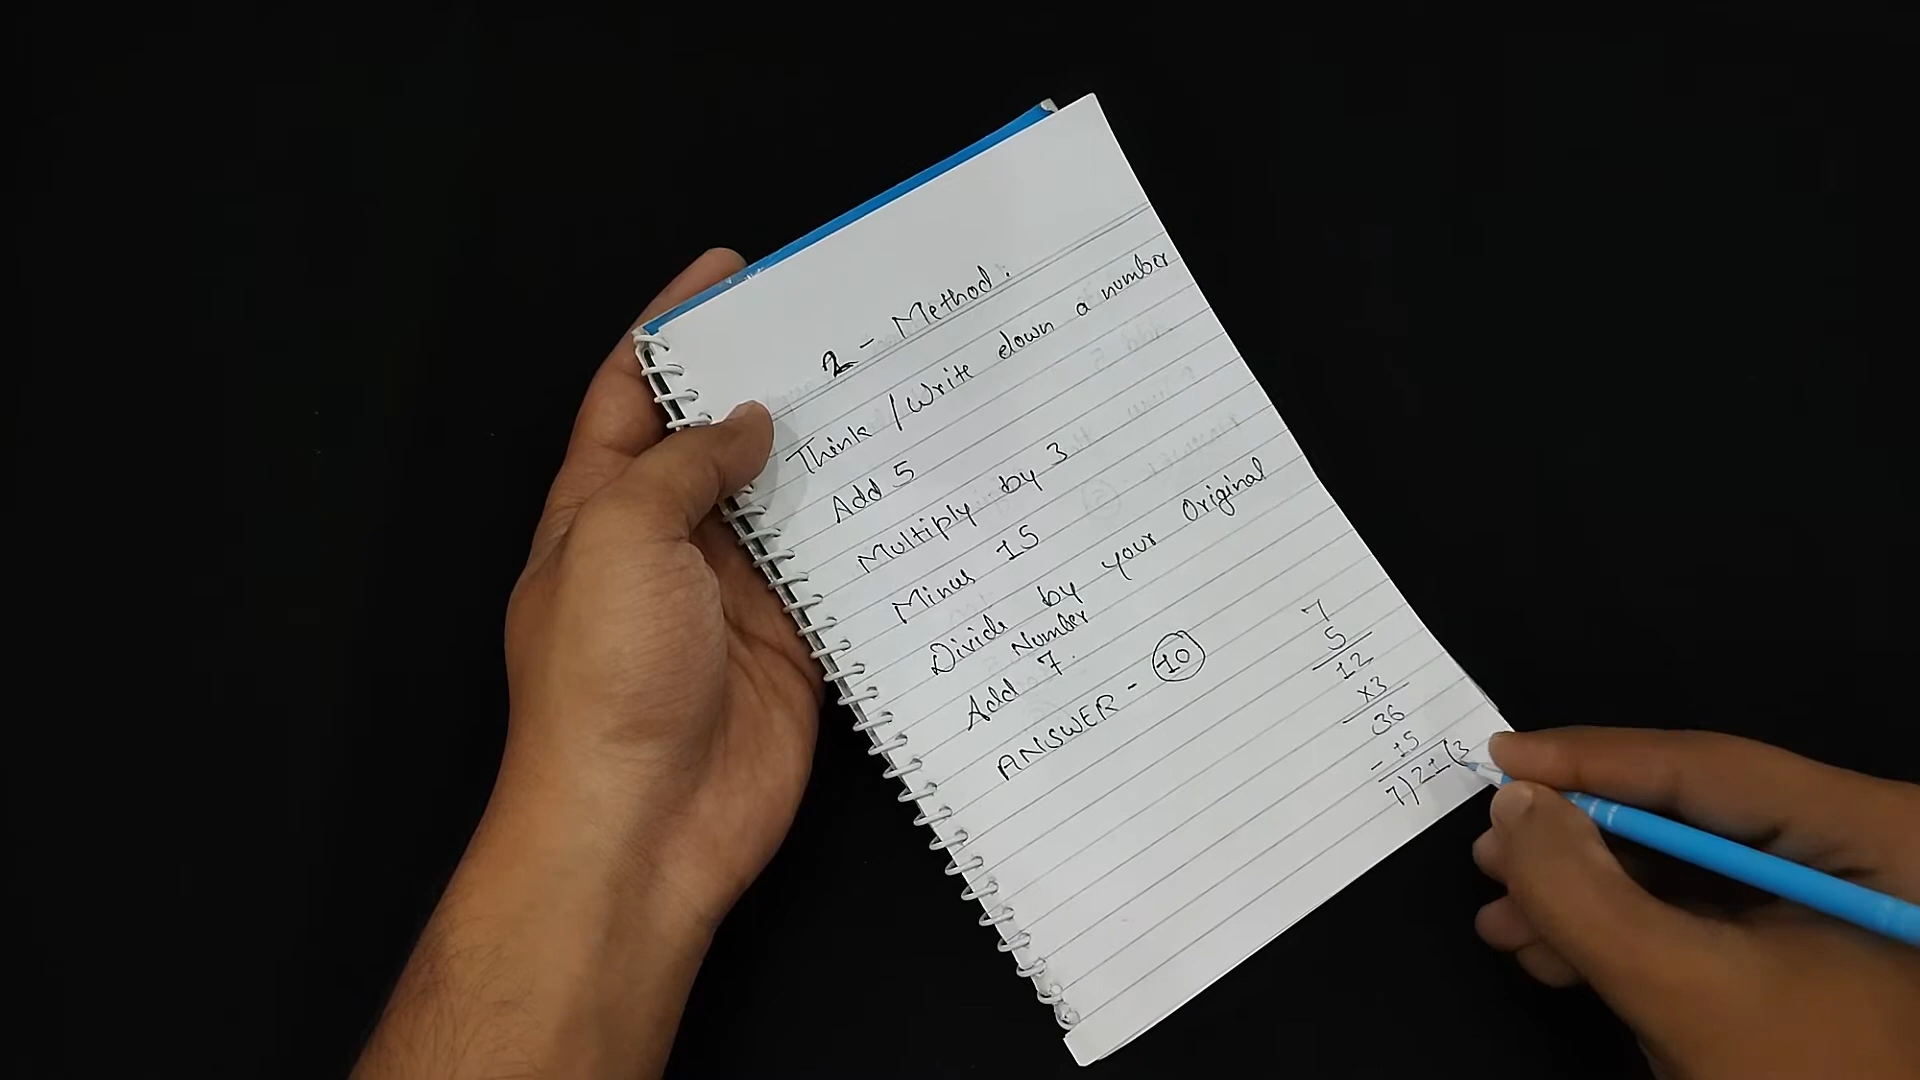 2 - Method:
Think / Write down a number
Add 5
Multiply by 3
Minus 15
Divide by your Original
Number
Add 7.
ANSWER - 10
7
5
12
x3
36
- 15
7)21(3